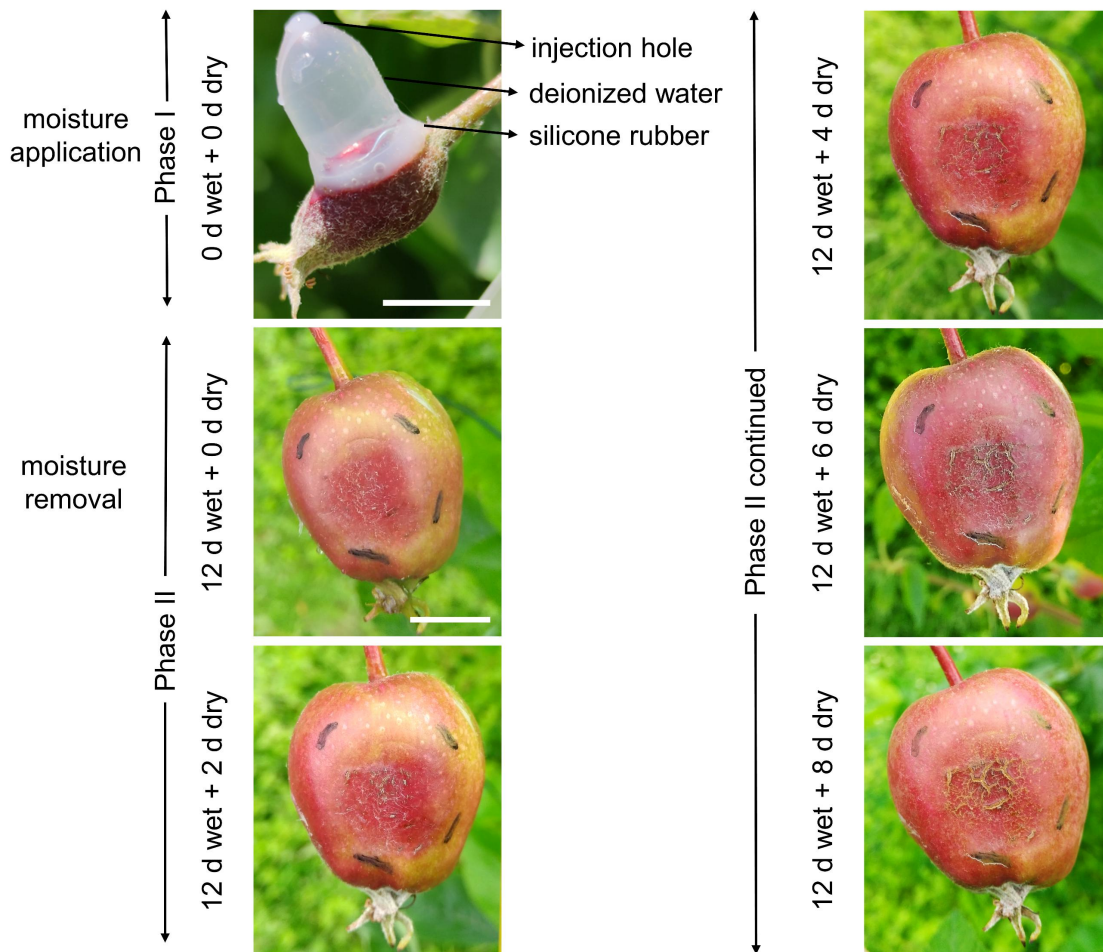 moisture
application
Phase I
0 d wet + 0 d dry
injection hole
deionized water
silicone rubber
moisture
removal
Phase II
12 d wet + 0 d dry
12 d wet + 2 d dry
Phase II continued
12 d wet + 4 d dry
12 d wet + 6 d dry
12 d wet + 8 d dry